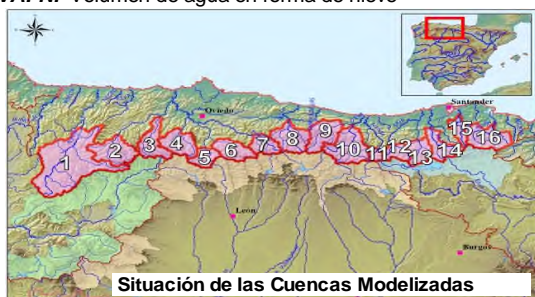 VAFN: Volumen de agua en forma de nieve
Santander
Oviedo
1 2 3 4 5 6 7 8 9 10 11 12 13 14 15 16
León
Burgos
Situación de las Cuencas Modelizadas